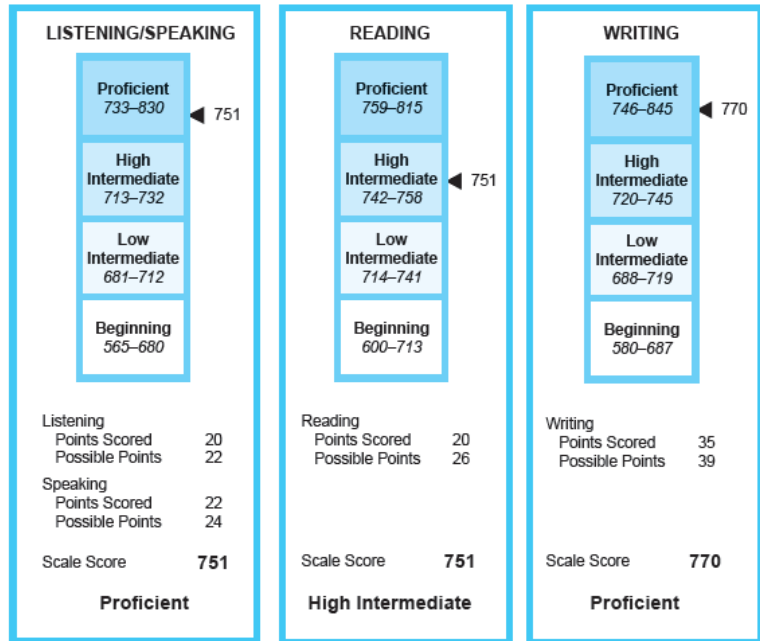 LISTENING/SPEAKING
Proficient
733–830
751
High
Intermediate
713–732
Low
Intermediate
681–712
Beginning
565–680
Listening
Points Scored 20
Possible Points 22
Speaking
Points Scored 22
Possible Points 24
Scale Score 751
Proficient
READING
Proficient
759–815
High
Intermediate
742–758
751
Low
Intermediate
714–741
Beginning
600–713
Reading
Points Scored 20
Possible Points 26
Scale Score 751
High Intermediate
WRITING
Proficient
746–845
770
High
Intermediate
720–745
Low
Intermediate
688–719
Beginning
580–687
Writing
Points Scored 35
Possible Points 39
Scale Score 770
Proficient